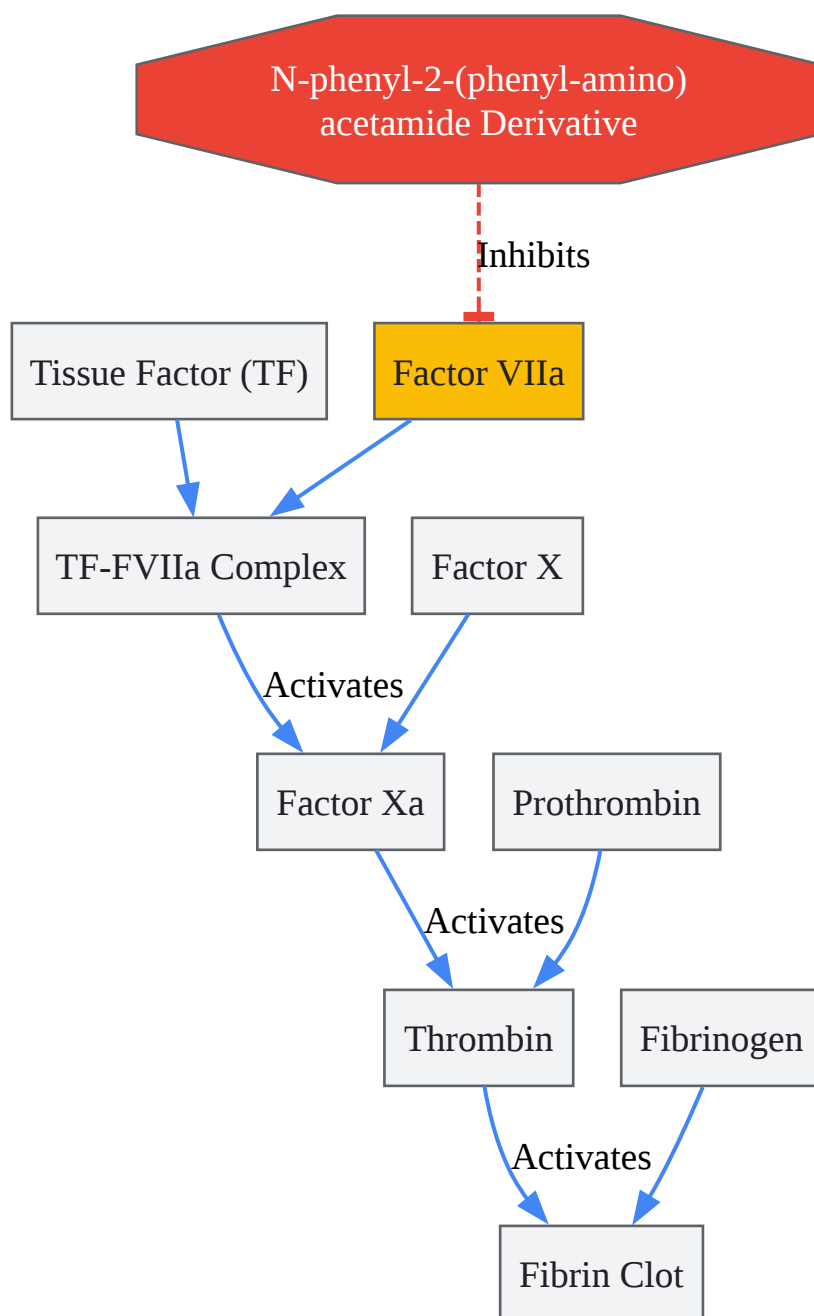 N-phenyl-2-(phenyl-amino)
acetamide Derivative
Inhibits
Tissue Factor (TF)
Factor VIIa
TF-FVIIa Complex
Factor X
Activates
Factor Xa
Prothrombin
Activates
Thrombin
Fibrinogen
Activates
Fibrin Clot